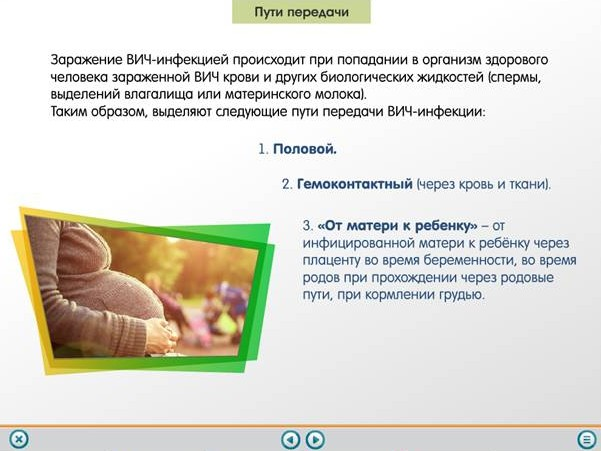 Пути передачи
Заражение ВИЧ-инфекцией происходит при попадании в организм здорового
человека зараженной ВИЧ крови и других биологических жидкостей (спермы,
выделений влагалища или материнского молока).
Таким образом, выделяют следующие пути передачи ВИЧ-инфекции:
1. Половой.
2. Гемоконтактный (через кровь и ткани).
3. «От матери к ребенку» – от
инфицированной матери к ребёнку через
плаценту во время беременности, во время
родов при прохождении через родовые
пути, при кормлении грудью.